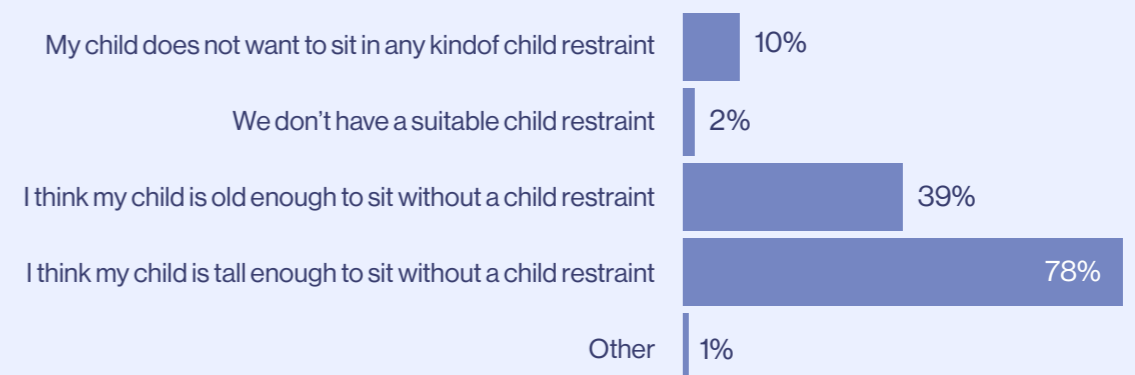 My child does not want to sit in any kindof child restraint 10%
We don’t have a suitable child restraint 2%
I think my child is old enough to sit without a child restraint 39%
I think my child is tall enough to sit without a child restraint 78%
Other 1%